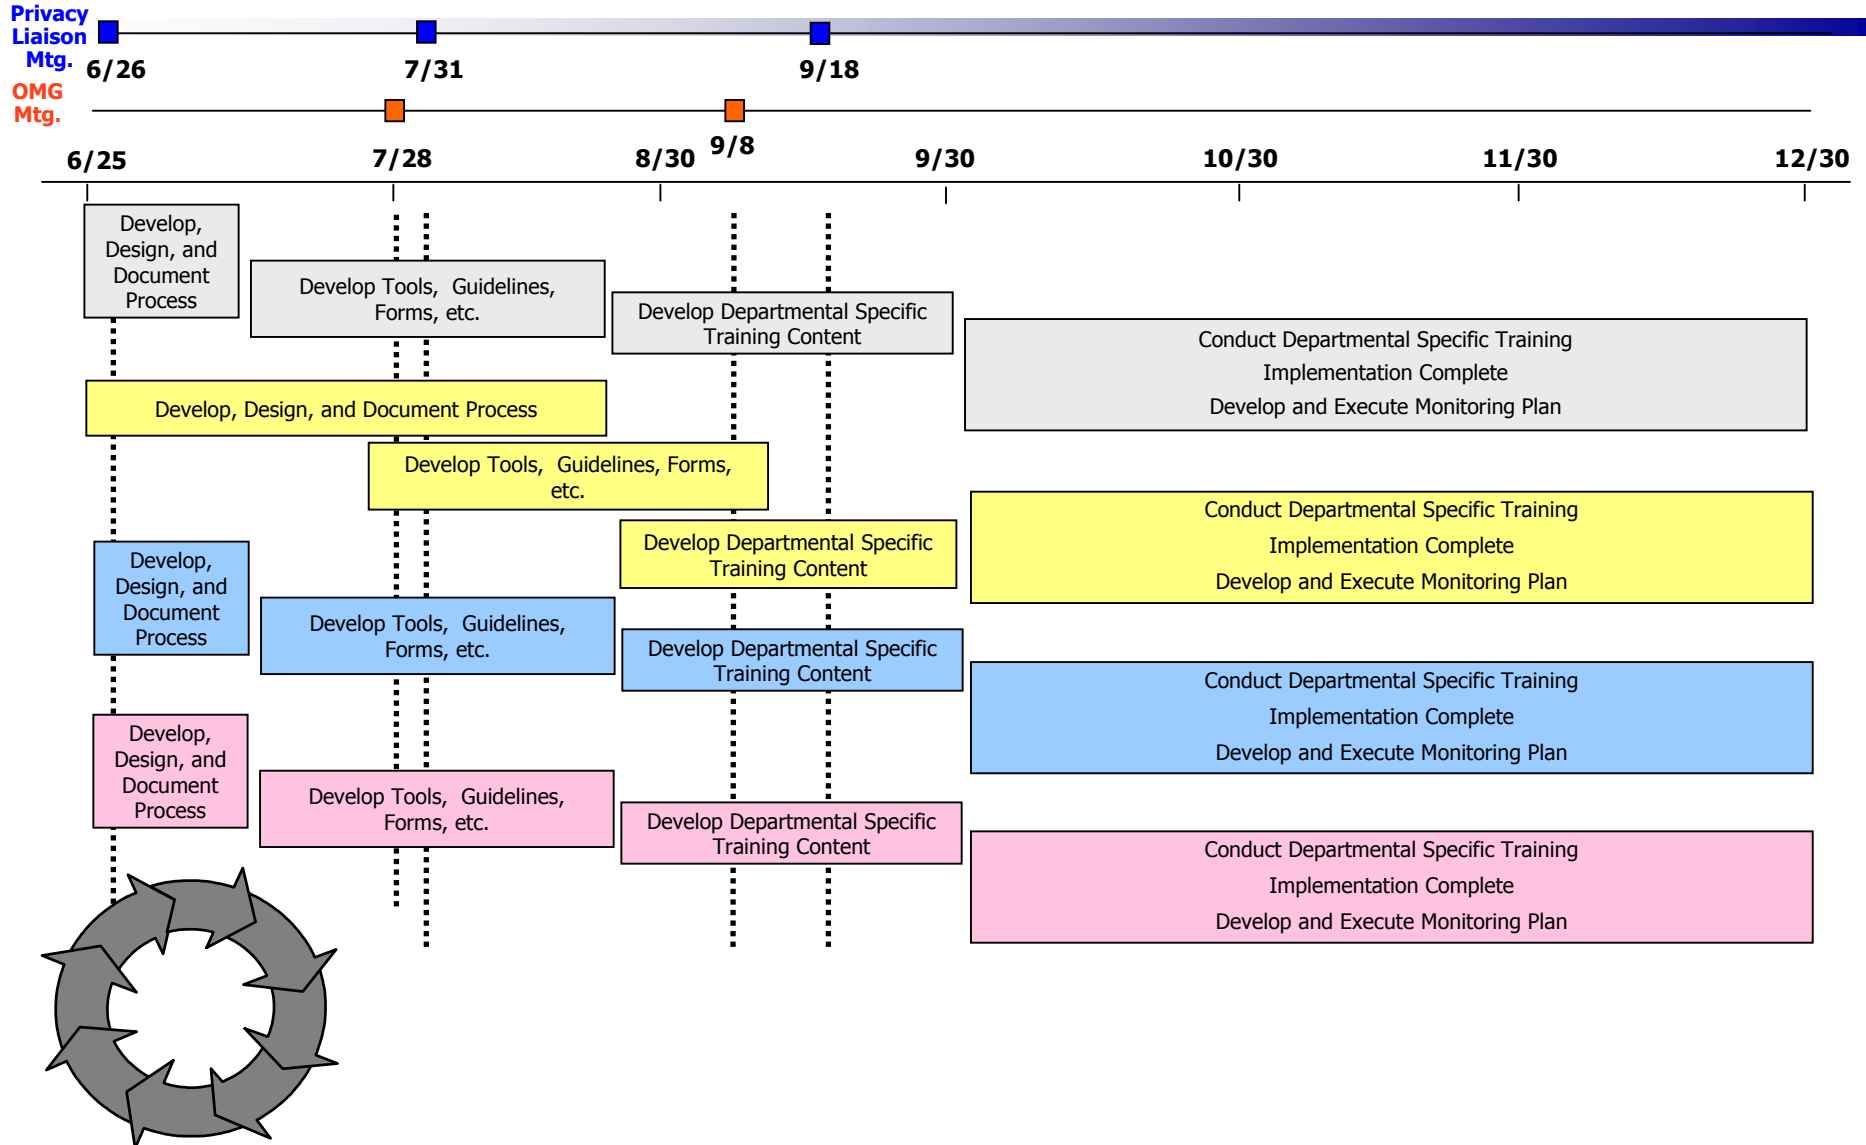 Privacy
Liaison
Mtg.
6/26
7/31
9/18
OMG
Mtg.
9/8
6/25
7/28
8/30
9/30
10/30
11/30
12/30
Develop,
Design, and
Document
Process
Develop Tools, Guidelines,
Forms, etc.
Develop Departmental Specific
Training Content
Conduct Departmental Specific Training
Implementation Complete
Develop and Execute Monitoring Plan
Develop, Design, and Document Process
Develop Tools, Guidelines, Forms,
etc.
Develop Departmental Specific
Training Content
Conduct Departmental Specific Training
Implementation Complete
Develop and Execute Monitoring Plan
Develop,
Design, and
Document
Process
Develop Tools, Guidelines,
Forms, etc.
Develop Departmental Specific
Training Content
Conduct Departmental Specific Training
Implementation Complete
Develop and Execute Monitoring Plan
Develop,
Design, and
Document
Process
Develop Tools, Guidelines,
Forms, etc.
Develop Departmental Specific
Training Content
Conduct Departmental Specific Training
Implementation Complete
Develop and Execute Monitoring Plan